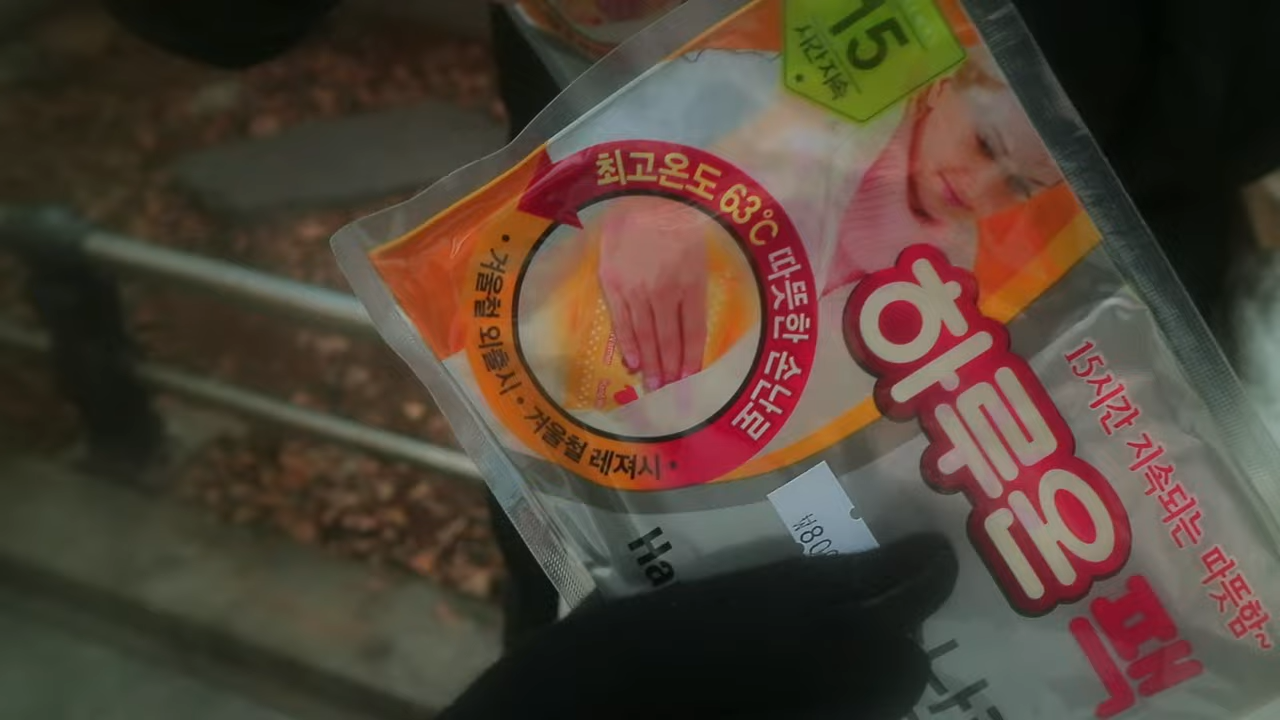 15
시간지속
최고온도 63℃ 따뜻한 손난로
• 겨울철 외출시 • 겨울철 레져시 •
하루온
팩
15시간 지속되는 따뜻함~